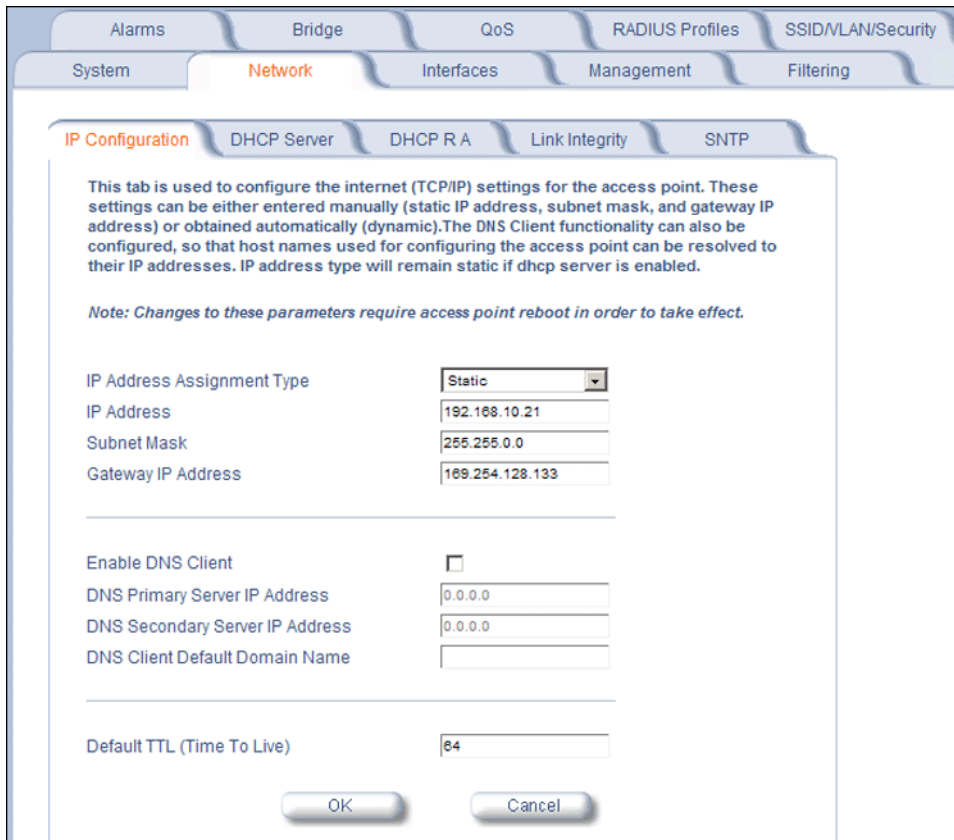 Alarms Bridge QoS RADIUS Profiles SSID/VLAN/Security
System Network Interfaces Management Filtering
IP Configuration DHCP Server DHCP R A Link Integrity SNTP
This tab is used to configure the internet (TCP/IP) settings for the access point. These
settings can be either entered manually (static IP address, subnet mask, and gateway IP
address) or obtained automatically (dynamic).The DNS Client functionality can also be
configured, so that host names used for configuring the access point can be resolved to
their IP addresses. IP address type will remain static if dhcp server is enabled.
Note: Changes to these parameters require access point reboot in order to take effect.
IP Address Assignment Type Static
IP Address 192.168.10.21
Subnet Mask 255.255.0.0
Gateway IP Address 169.254.128.133
Enable DNS Client
DNS Primary Server IP Address 0.0.0.0
DNS Secondary Server IP Address 0.0.0.0
DNS Client Default Domain Name
Default TTL (Time To Live) 64
OK Cancel